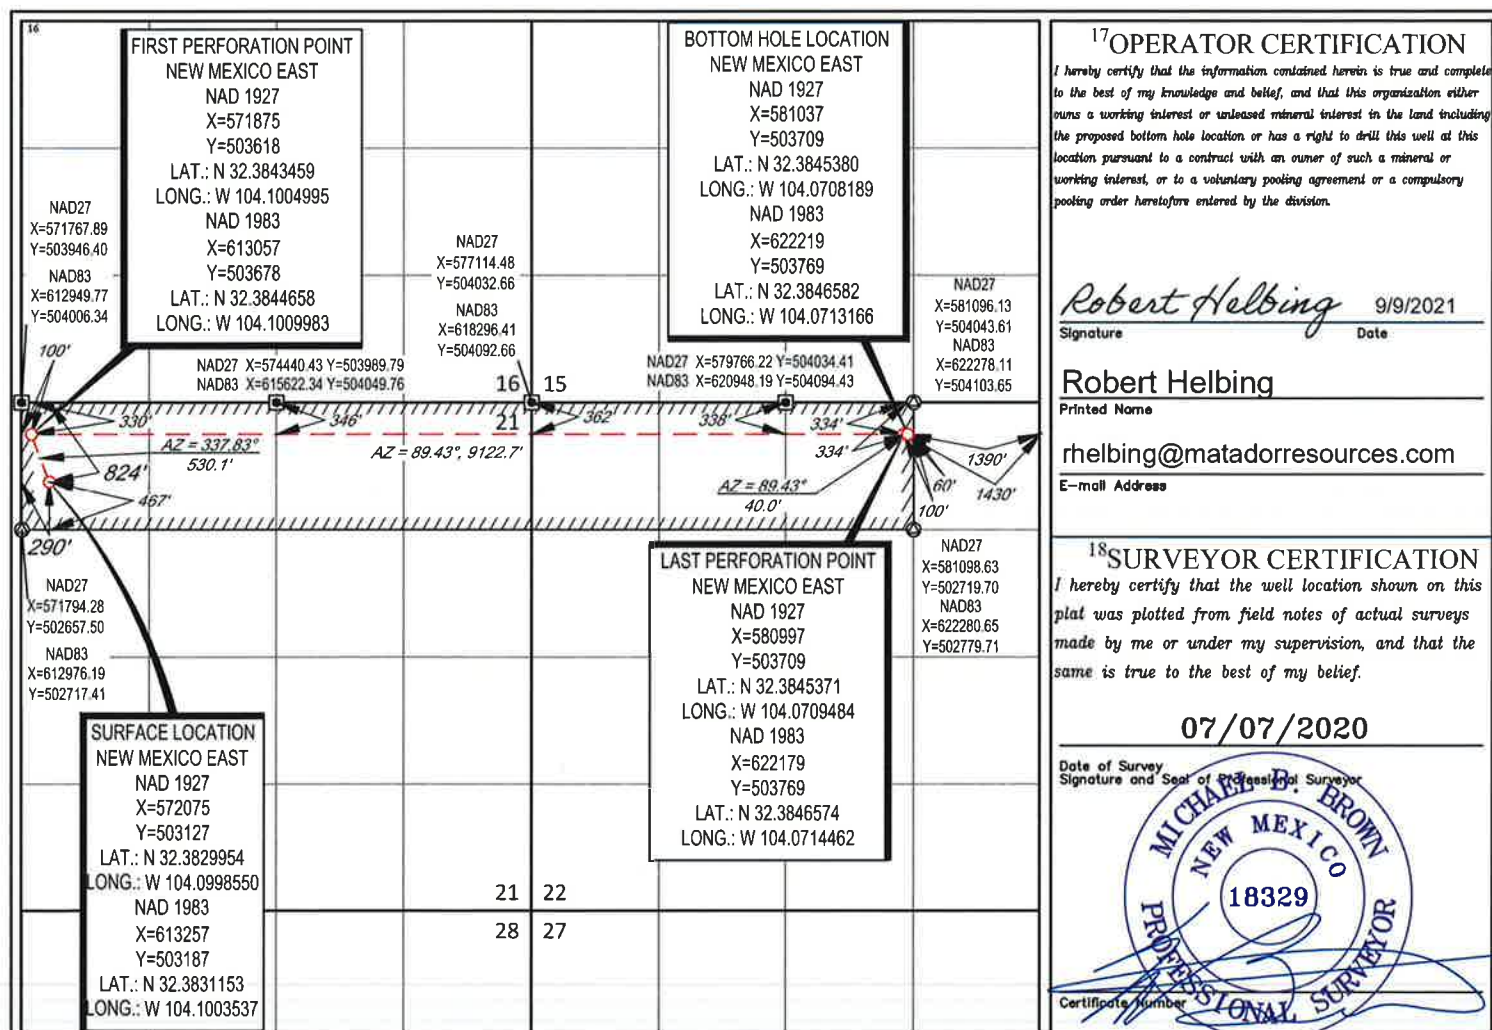 16
FIRST PERFORATION POINT
NEW MEXICO EAST
NAD 1927
X=571875
Y=503618
LAT.: N 32.3843459
LONG.: W 104.1004995
NAD 1983
X=613057
Y=503678
LAT.: N 32.3844658
LONG.: W 104.1009983
BOTTOM HOLE LOCATION
NEW MEXICO EAST
NAD 1927
X=581037
Y=503709
LAT.: N 32.3845380
LONG.: W 104.0708189
NAD 1983
X=622219
Y=503769
LAT.: N 32.3846582
LONG.: W 104.0713166
NAD27
X=571767.89
Y=503946.40
NAD83
X=612949.77
Y=504006.34
NAD27
X=577114.48
Y=504032.66
NAD83
X=618296.41
Y=504092.66
NAD27
X=581096.13
Y=504043.61
NAD83
X=622278.11
Y=504103.65
NAD27 X=574440.43 Y=503989.79
NAD83 X=615622.34 Y=504049.76
NAD27 X=579766.22 Y=504034.41
NAD83 X=620948.19 Y=504094.43
16 15
21
100'
330'
346'
362'
338'
334'
334'
AZ = 337.83°
530.1'
AZ = 89.43°, 9122.7'
824'
467'
AZ = 89.43°
40.0'
60'
100'
1390'
1430'
290'
NAD27
X=571794.28
Y=502657.50
NAD83
X=612976.19
Y=502717.41
NAD27
X=581098.63
Y=502719.70
NAD83
X=622280.65
Y=502779.71
LAST PERFORATION POINT
NEW MEXICO EAST
NAD 1927
X=580997
Y=503709
LAT.: N 32.3845371
LONG.: W 104.0709484
NAD 1983
X=622179
Y=503769
LAT.: N 32.3846574
LONG.: W 104.0714462
SURFACE LOCATION
NEW MEXICO EAST
NAD 1927
X=572075
Y=503127
LAT.: N 32.3829954
LONG.: W 104.0998550
NAD 1983
X=613257
Y=503187
LAT.: N 32.3831153
LONG.: W 104.1003537
21 22
28 27
17OPERATOR CERTIFICATION
I hereby certify that the information contained herein is true and complete
to the best of my knowledge and belief, and that this organization either
owns a working interest or unleased mineral interest in the land including
the proposed bottom hole location or has a right to drill this well at this
location pursuant to a contract with an owner of such a mineral or
working interest, or to a voluntary pooling agreement or a compulsory
pooling order heretofore entered by the division.
Robert Helbing 9/9/2021
Signature Date
Robert Helbing
Printed Name
rhelbing@matadorresources.com
E-mail Address
18SURVEYOR CERTIFICATION
I hereby certify that the well location shown on this
plat was plotted from field notes of actual surveys
made by me or under my supervision, and that the
same is true to the best of my belief.
07/07/2020
Date of Survey
Signature and Seal of Professional Surveyor
MICHAEL B. BROWN
NEW MEXICO
18329
PROFESSIONAL SURVEYOR
Certificate Number